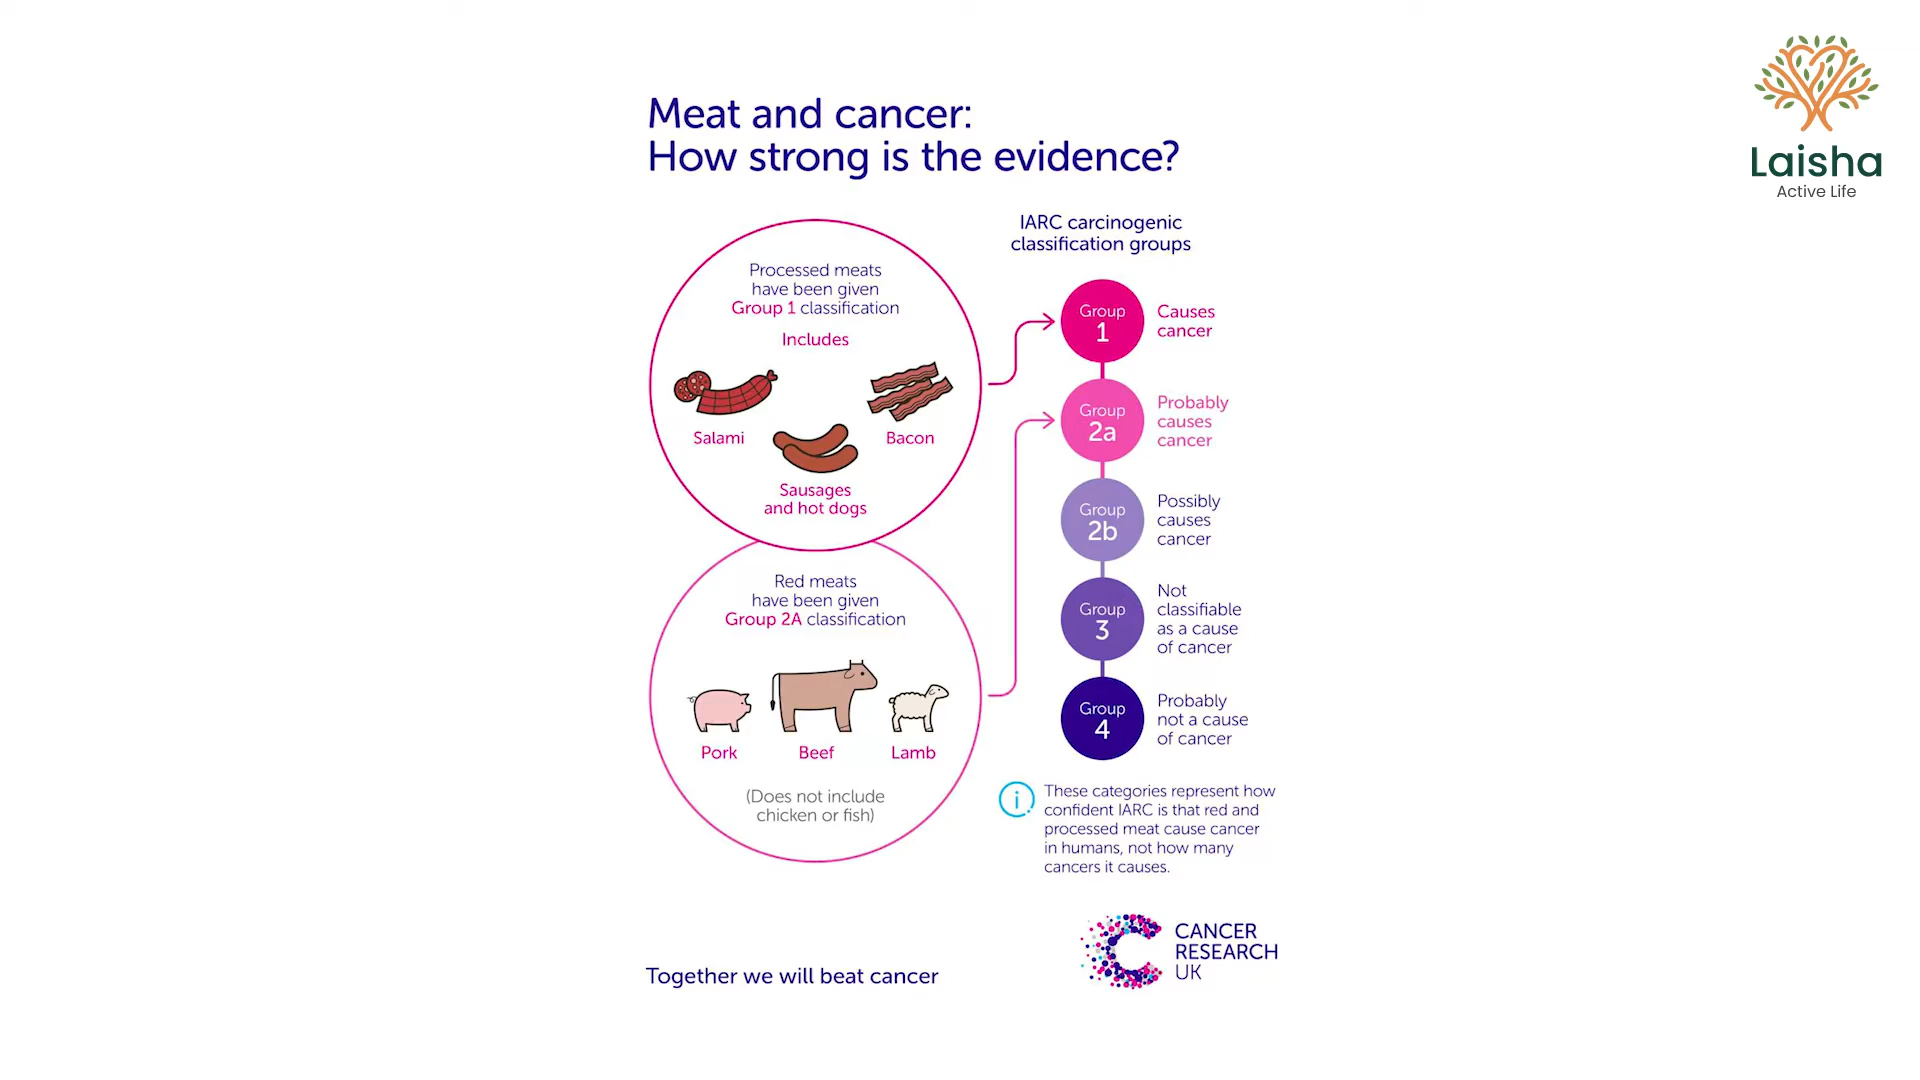 Laisha
Active Life
Meat and cancer:
How strong is the evidence?
Processed meats
have been given
Group 1 classification
Includes
Salami
Bacon
Sausages
and hot dogs
Red meats
have been given
Group 2A classification
Pork
Beef
Lamb
(Does not include
chicken or fish)
IARC carcinogenic
classification groups
Group
1
Causes
cancer
Group
2a
Probably
causes
cancer
Group
2b
Possibly
causes
cancer
Group
3
Not
classifiable
as a cause
of cancer
Group
4
Probably
not a cause
of cancer
i
These categories represent how
confident IARC is that red and
processed meat cause cancer
in humans, not how many
cancers it causes.
Together we will beat cancer
CANCER
RESEARCH
UK